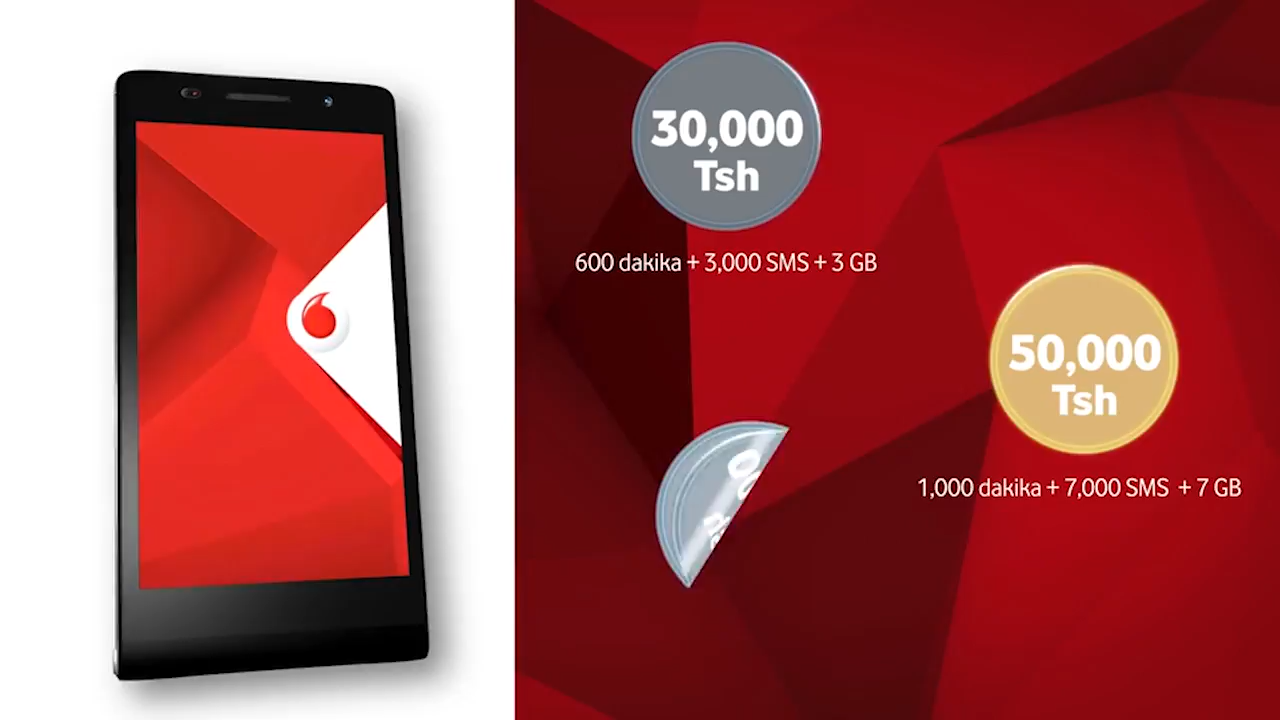 30,000
Tsh
600 dakika + 3,000 SMS + 3 GB
50,000
Tsh
1,000 dakika + 7,000 SMS + 7 GB